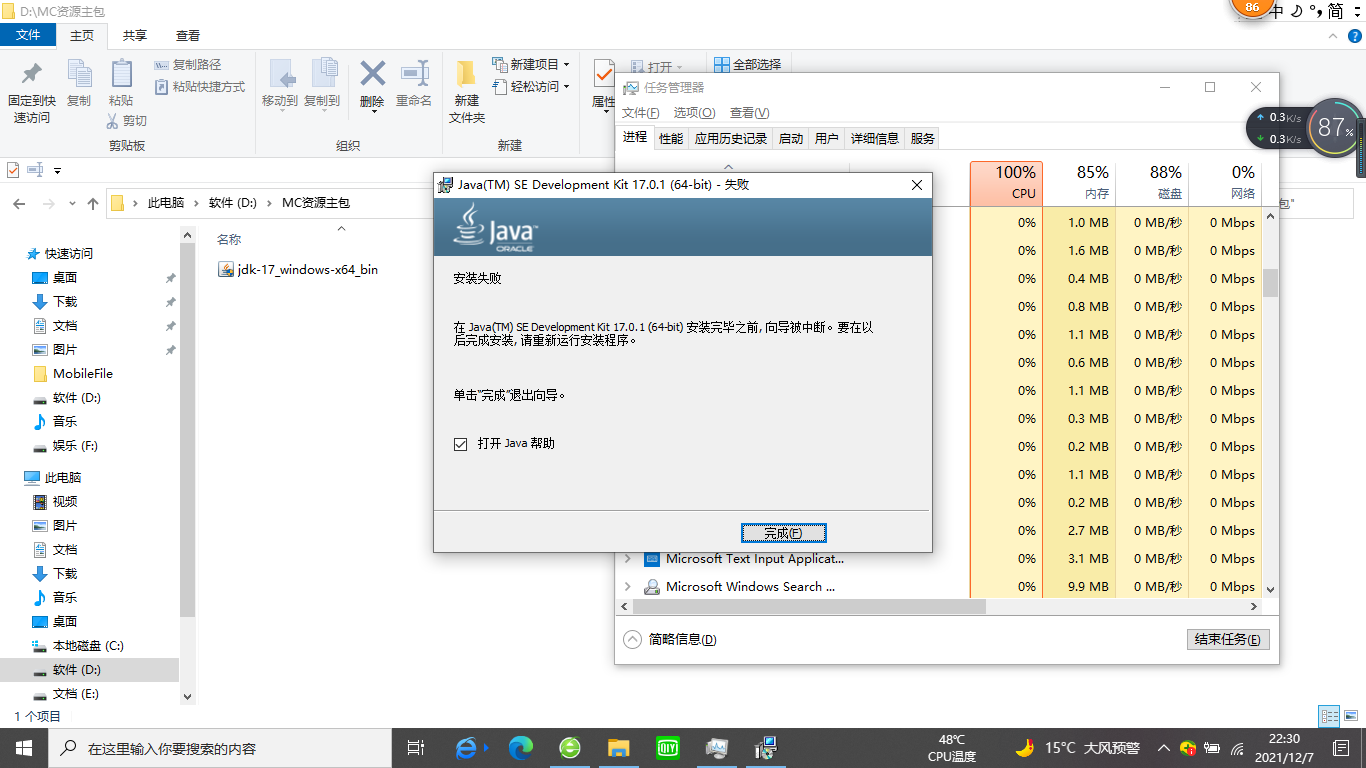 D:\MC资源主包
86
中
简
文件
主页
共享
查看
固定到快
速访问
复制
粘贴
复制路径
粘贴快捷方式
剪切
剪贴板
移动到
复制到
删除
重命名
组织
新建
文件夹
新建项目
轻松访问
新建
属性
打开
全部选择
此电脑
软件 (D:)
MC资源主包
包"
快速访问
桌面
下载
文档
图片
MobileFile
软件 (D:)
音乐
娱乐 (F:)
此电脑
视频
图片
文档
下载
音乐
桌面
本地磁盘 (C:)
软件 (D:)
文档 (E:)
1 个项目
名称
jdk-17_windows-x64_bin
任务管理器
文件(F) 选项(O) 查看(V)
进程 性能 应用历史记录 启动 用户 详细信息 服务
100% 85% 88% 0%
CPU 内存 磁盘 网络
0% 1.0 MB 0 MB/秒 0 Mbps
0% 1.6 MB 0 MB/秒 0 Mbps
0% 0.4 MB 0 MB/秒 0 Mbps
0% 0.8 MB 0 MB/秒 0 Mbps
0% 1.1 MB 0 MB/秒 0 Mbps
0% 0.6 MB 0 MB/秒 0 Mbps
0% 1.1 MB 0 MB/秒 0 Mbps
0% 0.3 MB 0 MB/秒 0 Mbps
0% 0.2 MB 0 MB/秒 0 Mbps
0% 1.1 MB 0 MB/秒 0 Mbps
0% 0.2 MB 0 MB/秒 0 Mbps
0% 2.7 MB 0 MB/秒 0 Mbps
Microsoft Text Input Applicat... 0% 3.1 MB 0 MB/秒 0 Mbps
Microsoft Windows Search ... 0% 9.9 MB 0 MB/秒 0 Mbps
简略信息(D)
结束任务(E)
0.3K/s
0.3K/s
87%
Java(TM) SE Development Kit 17.0.1 (64-bit) - 失败
Java™
ORACLE
安装失败
在 Java(TM) SE Development Kit 17.0.1 (64-bit) 安装完毕之前, 向导被中断。要在以
后完成安装, 请重新运行安装程序。
单击"完成"退出向导。
打开 Java 帮助
完成(F)
在这里输入你要搜索的内容
iQIYI
48℃
CPU温度
15°C 大风预警
22:30
2021/12/7